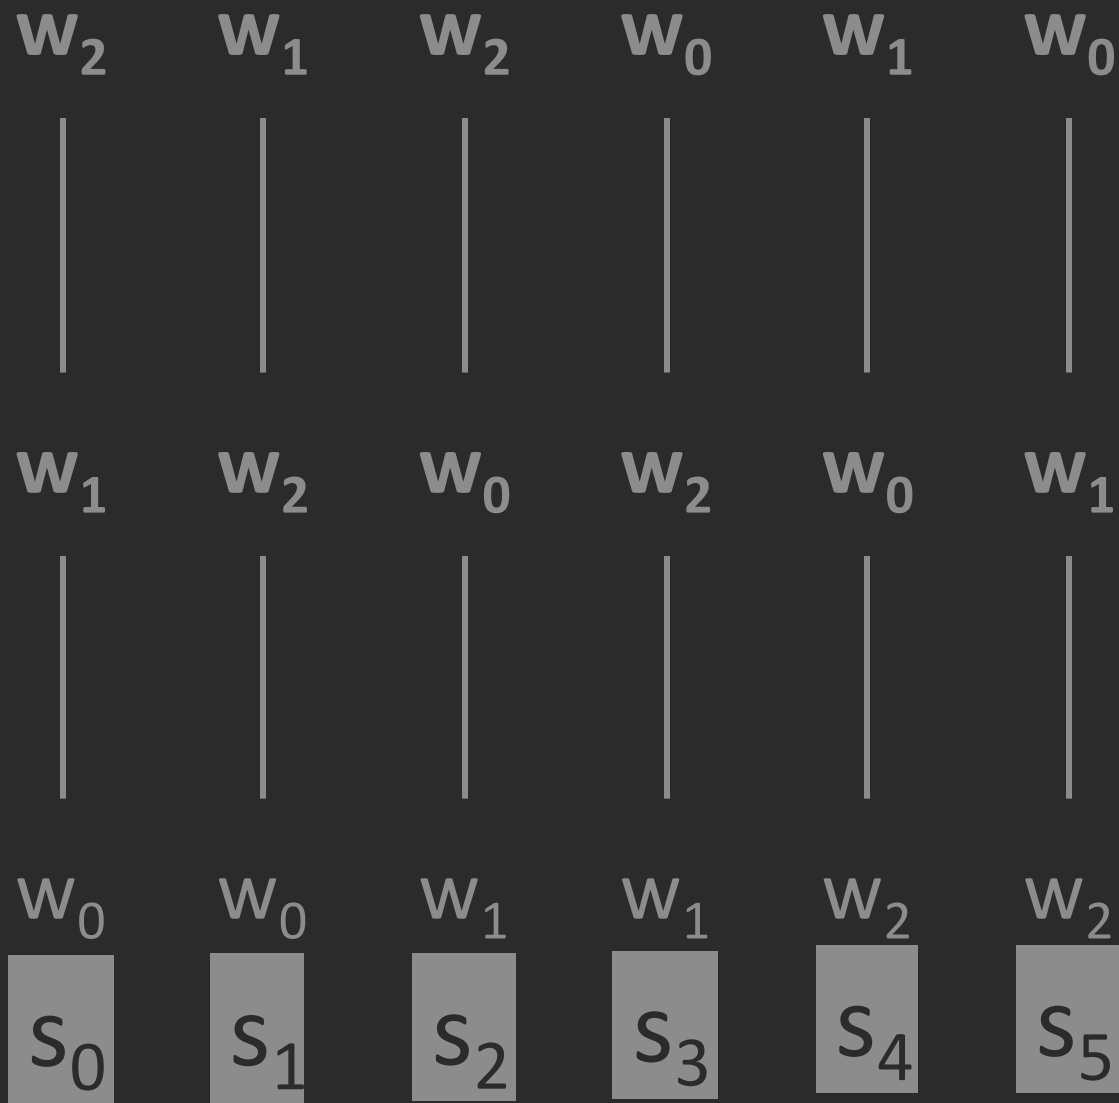 w₂ w₁ w₂ w₀ w₁ w₀
w₁ w₂ w₀ w₂ w₀ w₁
w₀ w₀ w₁ w₁ w₂ w₂
s₀ s₁ s₂ s₃ s₄ s₅